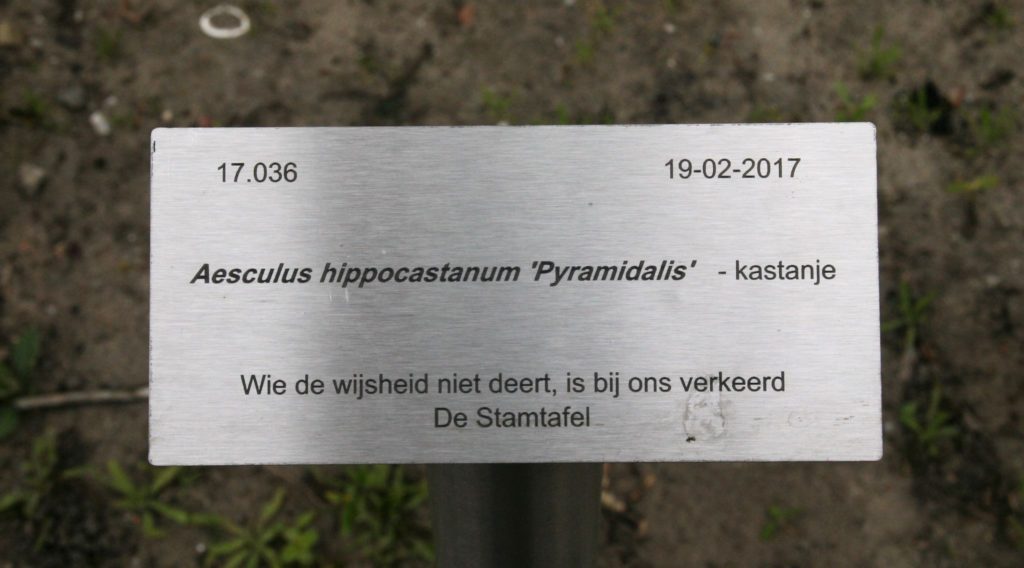 17.036 19-02-2017
Aesculus hippocastanum 'Pyramidalis' - kastanje
Wie de wijsheid niet deert, is bij ons verkeerd
De Stamtafel